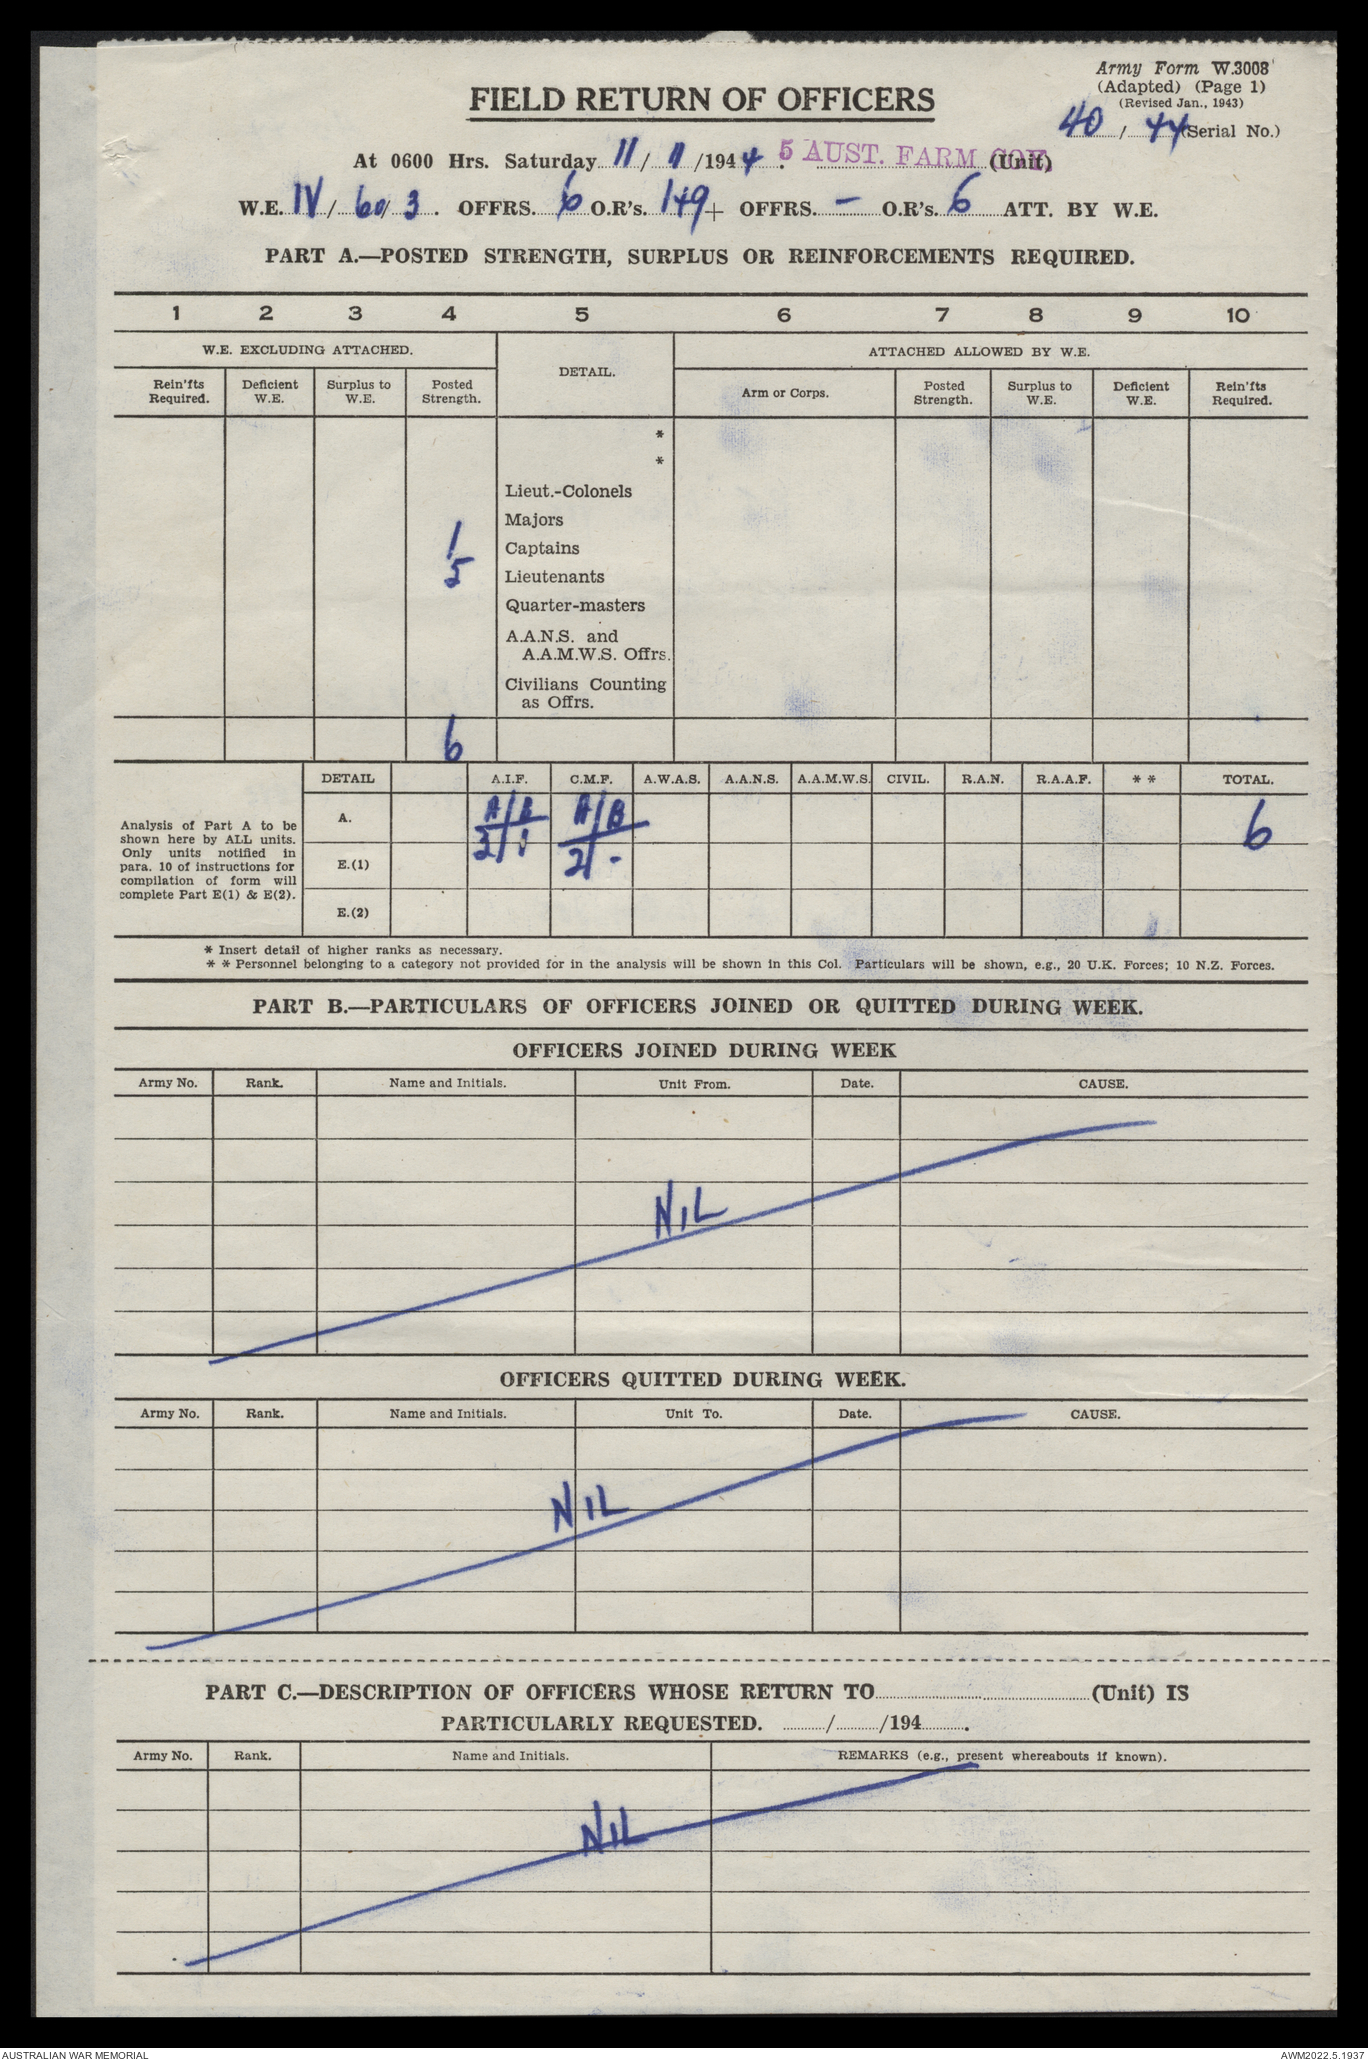 Army Form W.3008
(Adapted) (Page 1)
(Revised Jan., 1943)
FIELD RETURN OF OFFICERS
40 / 44 (Serial No.)
At 0600 Hrs. Saturday 11 / 11 /1944. 5 AUST. FARM COY. (Unit)
W.E. IV / 60 / 3 . OFFRS. 6 O.R's. 149 + OFFRS. - O.R's. 6 ATT. BY W.E.
PART A.—POSTED STRENGTH, SURPLUS OR REINFORCEMENTS REQUIRED.
1 2 3 4 5 6 7 8 9 10
W.E. EXCLUDING ATTACHED. DETAIL. ATTACHED ALLOWED BY W.E.
Rein'fts Required. Deficient W.E. Surplus to W.E. Posted Strength. Arm or Corps. Posted Strength. Surplus to W.E. Deficient W.E. Rein'fts Required.
*
*
Lieut.-Colonels
Majors
1 Captains
5 Lieutenants
Quarter-masters
A.A.N.S. and
A.A.M.W.S. Offrs.
Civilians Counting
as Offrs.
6
DETAIL A.I.F. C.M.F. A.W.A.S. A.A.N.S. A.A.M.W.S. CIVIL. R.A.N. R.A.A.F. * * TOTAL.
Analysis of Part A to be
shown here by ALL units.
Only units notified in
para. 10 of instructions for
compilation of form will
complete Part E(1) & E(2).
A. A/B A/B 6
3/1 2/-
E.(1)
E.(2)
* Insert detail of higher ranks as necessary.
* * Personnel belonging to a category not provided for in the analysis will be shown in this Col. Particulars will be shown, e.g., 20 U.K. Forces; 10 N.Z. Forces.
PART B.—PARTICULARS OF OFFICERS JOINED OR QUITTED DURING WEEK.
OFFICERS JOINED DURING WEEK
Army No. Rank. Name and Initials. Unit From. Date. CAUSE.
NIL
OFFICERS QUITTED DURING WEEK.
Army No. Rank. Name and Initials. Unit To. Date. CAUSE.
NIL
PART C.—DESCRIPTION OF OFFICERS WHOSE RETURN TO (Unit) IS
PARTICULARLY REQUESTED. / /194 .
Army No. Rank. Name and Initials. REMARKS (e.g., present whereabouts if known).
NIL
AUSTRALIAN WAR MEMORIAL AWM2022.5.1937